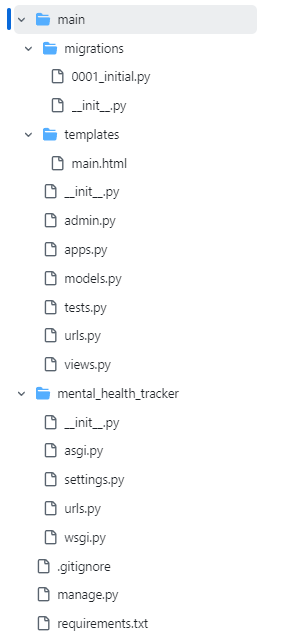 main
migrations
0001_initial.py
__init__.py
templates
main.html
__init__.py
admin.py
apps.py
models.py
tests.py
urls.py
views.py
mental_health_tracker
__init__.py
asgi.py
settings.py
urls.py
wsgi.py
.gitignore
manage.py
requirements.txt